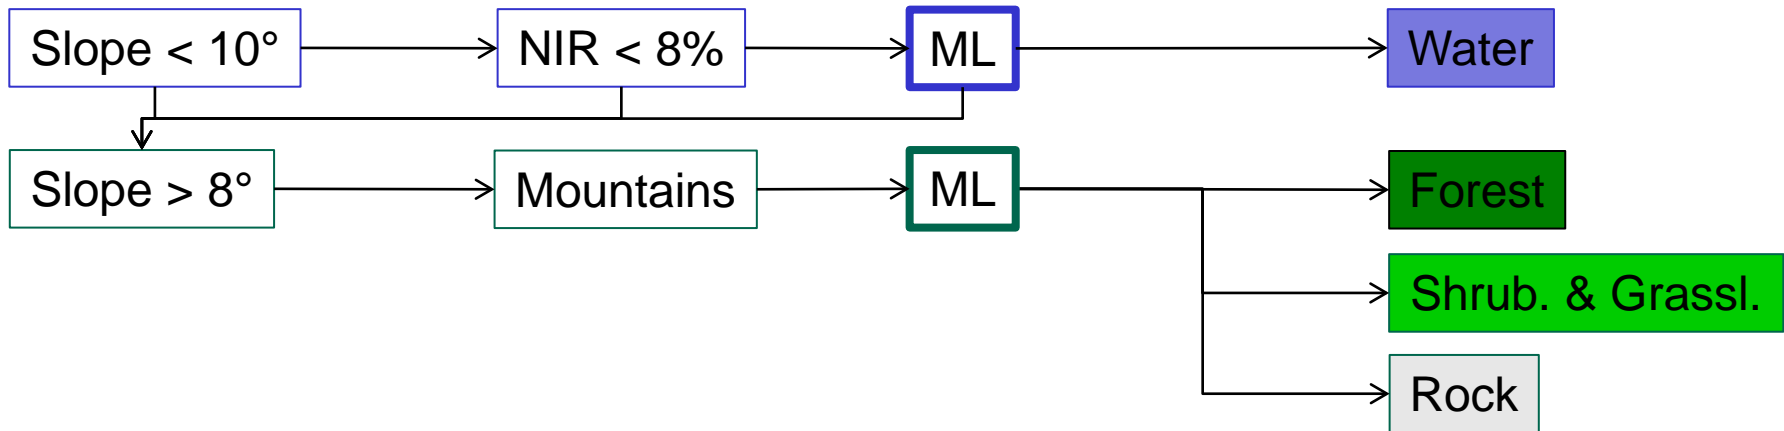 Slope < 10°
NIR < 8%
ML
Water
Slope > 8°
Mountains
ML
Forest
Shrub. & Grassl.
Rock